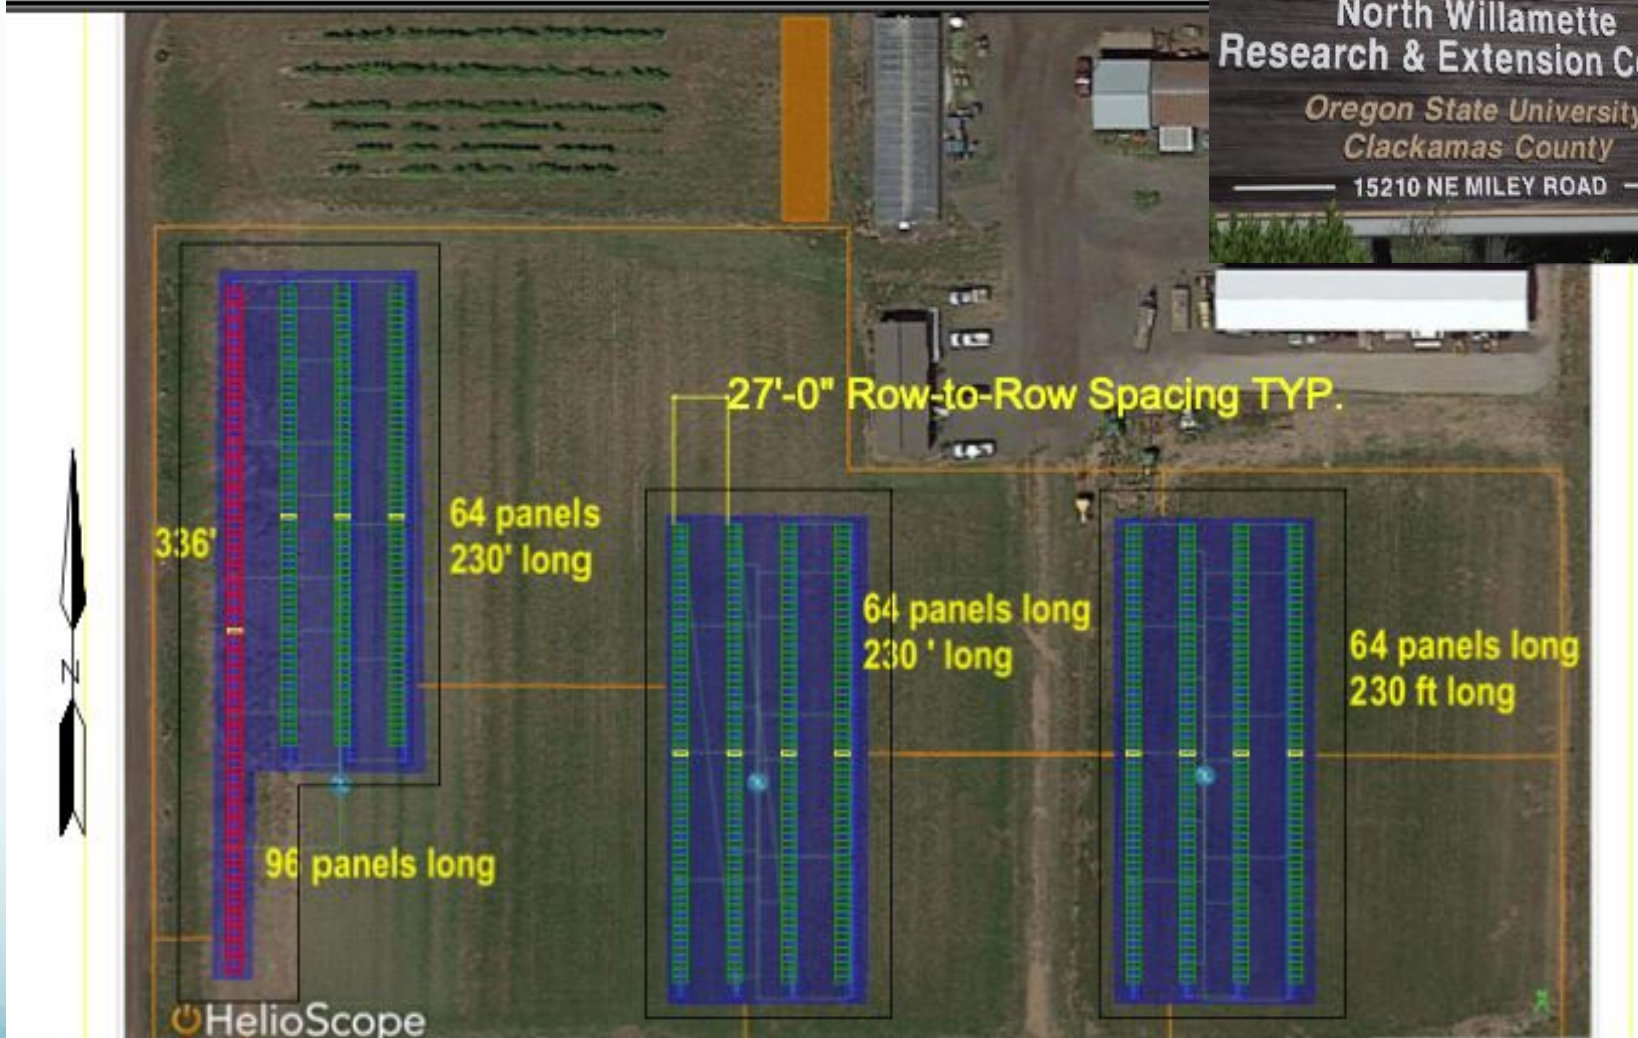 North Willamette
Research & Extension
Oregon State University
Clackamas County
15210 NE MILEY ROAD
27'-0" Row-to-Row Spacing TYP.
336'
64 panels
230' long
64 panels long
230 ' long
64 panels long
230 ft long
N
96 panels long
HelioScope